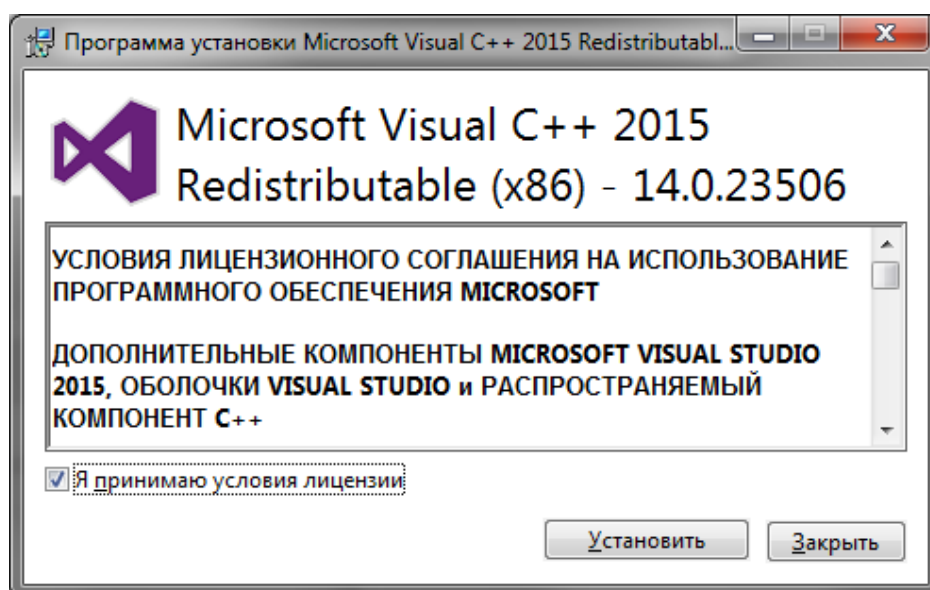 Программа установки Microsoft Visual C++ 2015 Redistributabl...
Microsoft Visual C++ 2015
Redistributable (x86) - 14.0.23506
УСЛОВИЯ ЛИЦЕНЗИОННОГО СОГЛАШЕНИЯ НА ИСПОЛЬЗОВАНИЕ
ПРОГРАММНОГО ОБЕСПЕЧЕНИЯ MICROSOFT
ДОПОЛНИТЕЛЬНЫЕ КОМПОНЕНТЫ MICROSOFT VISUAL STUDIO
2015, ОБОЛОЧКИ VISUAL STUDIO и РАСПРОСТРАНЯЕМЫЙ
КОМПОНЕНТ C++
Я принимаю условия лицензии
Установить
Закрыть